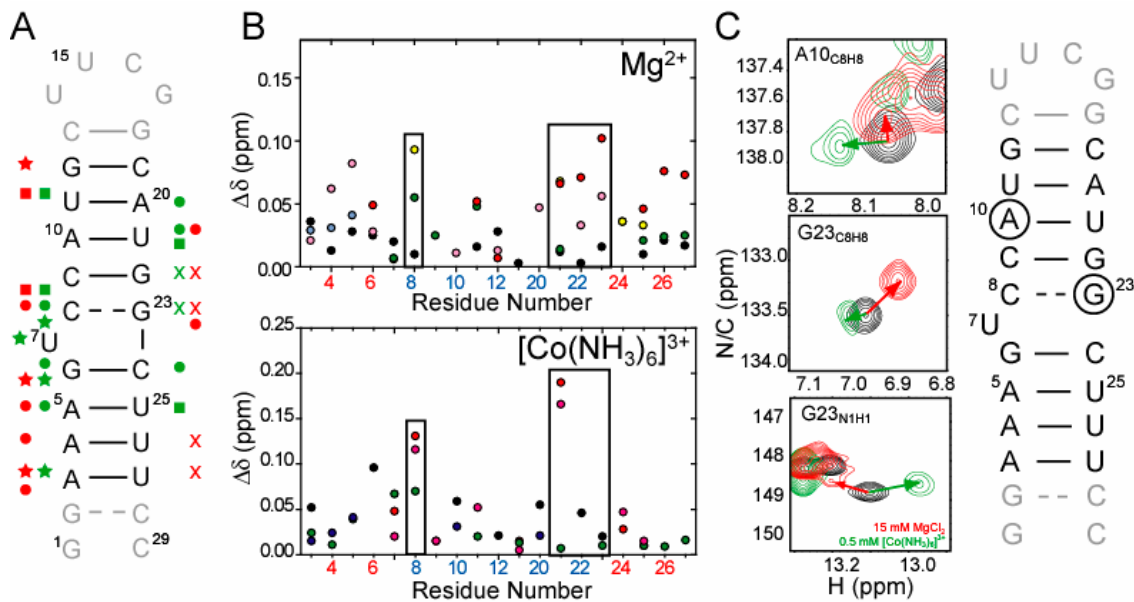 A
15 U C
U G
C G
G C
U A 20
10 A U
C x x G
C G 23 x x
7 U
G C
5 A U 25
A U x
A U x
G C
1 G C 29
B
Mg2+
Δδ (ppm)
0.15
0.10
0.05
0.00
4 6 8 10 12 20 22 24 26
Residue Number
[Co(NH3)6]3+
Δδ (ppm)
0.25
0.20
0.15
0.10
0.05
0.00
4 6 8 10 12 20 22 24 26
Residue Number
C
A10C8H8
137.4
137.6
137.8
138.0
8.2 8.1 8.0
G23C8H8
133.0
133.5
134.0
7.1 7.0 6.9 6.8
N/C (ppm)
G23N1H1
147
148
149
150
15 mM MgCl2
0.5 mM [Co(NH3)6]3+
13.2 13.0
H (ppm)
U C
U G
C G
G C
U A
10 A U
C G
8 C G 23
7 U
G C
5 A U 25
A U
A U
G C
G C